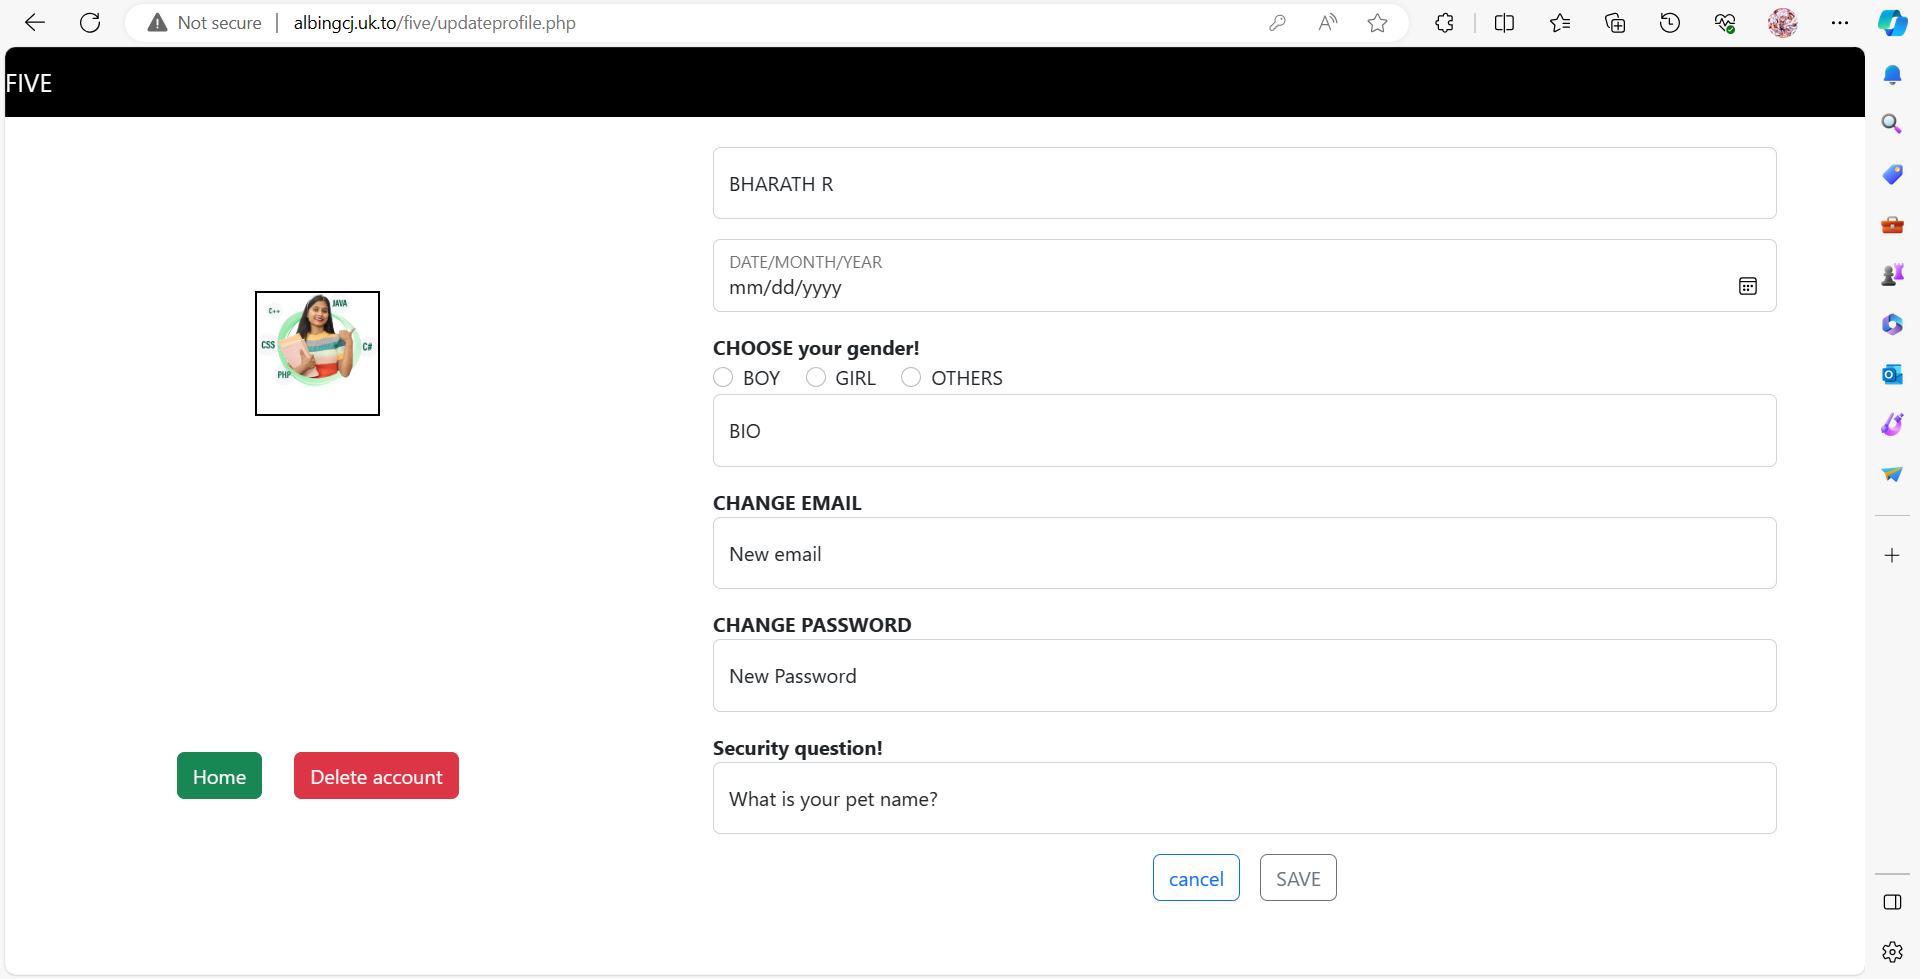 Not secure albingcj.uk.to/five/updateprofile.php
FIVE
BHARATH R
DATE/MONTH/YEAR
mm/dd/yyyy
JAVA
C++
CSS
C#
PHP
CHOOSE your gender!
BOY GIRL OTHERS
BIO
CHANGE EMAIL
New email
CHANGE PASSWORD
New Password
Security question!
What is your pet name?
Home Delete account
cancel SAVE